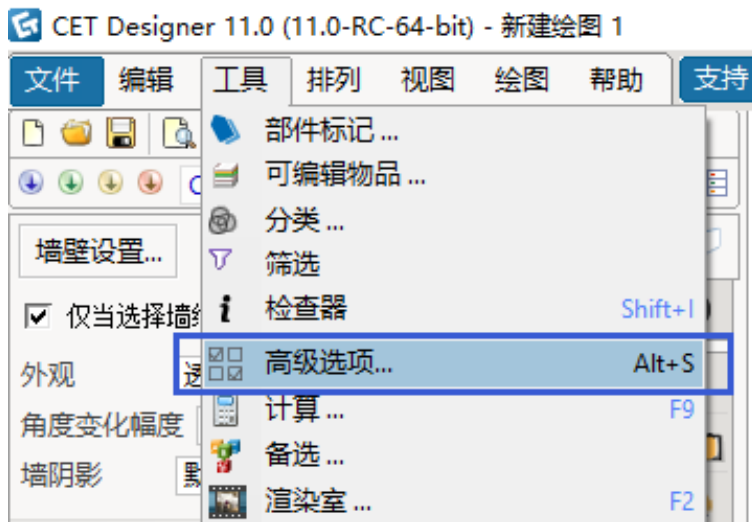 CET Designer 11.0 (11.0-RC-64-bit) - 新建绘图 1
文件 编辑 工具 排列 视图 绘图 帮助 支持
部件标记 ...
可编辑物品 ...
分类 ...
墙壁设置...
筛选
仅当选择墙
检查器 Shift+I
外观
高级选项... Alt+S
角度变化幅度
计算 ... F9
备选 ...
墙阴影
渲染室 ... F2